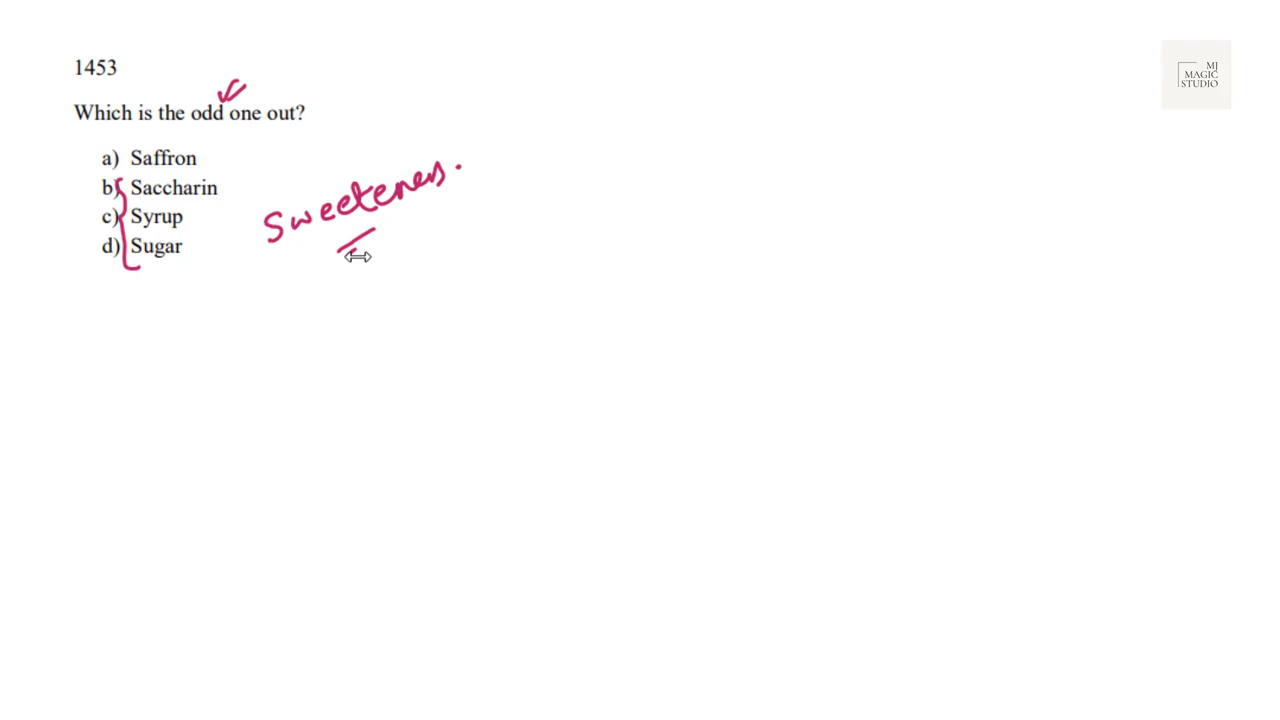 1453
Which is the odd one out?
a) Saffron
b) Saccharin
c) Syrup
d) Sugar
Sweeteners.
MJ
MAGIC
STUDIO